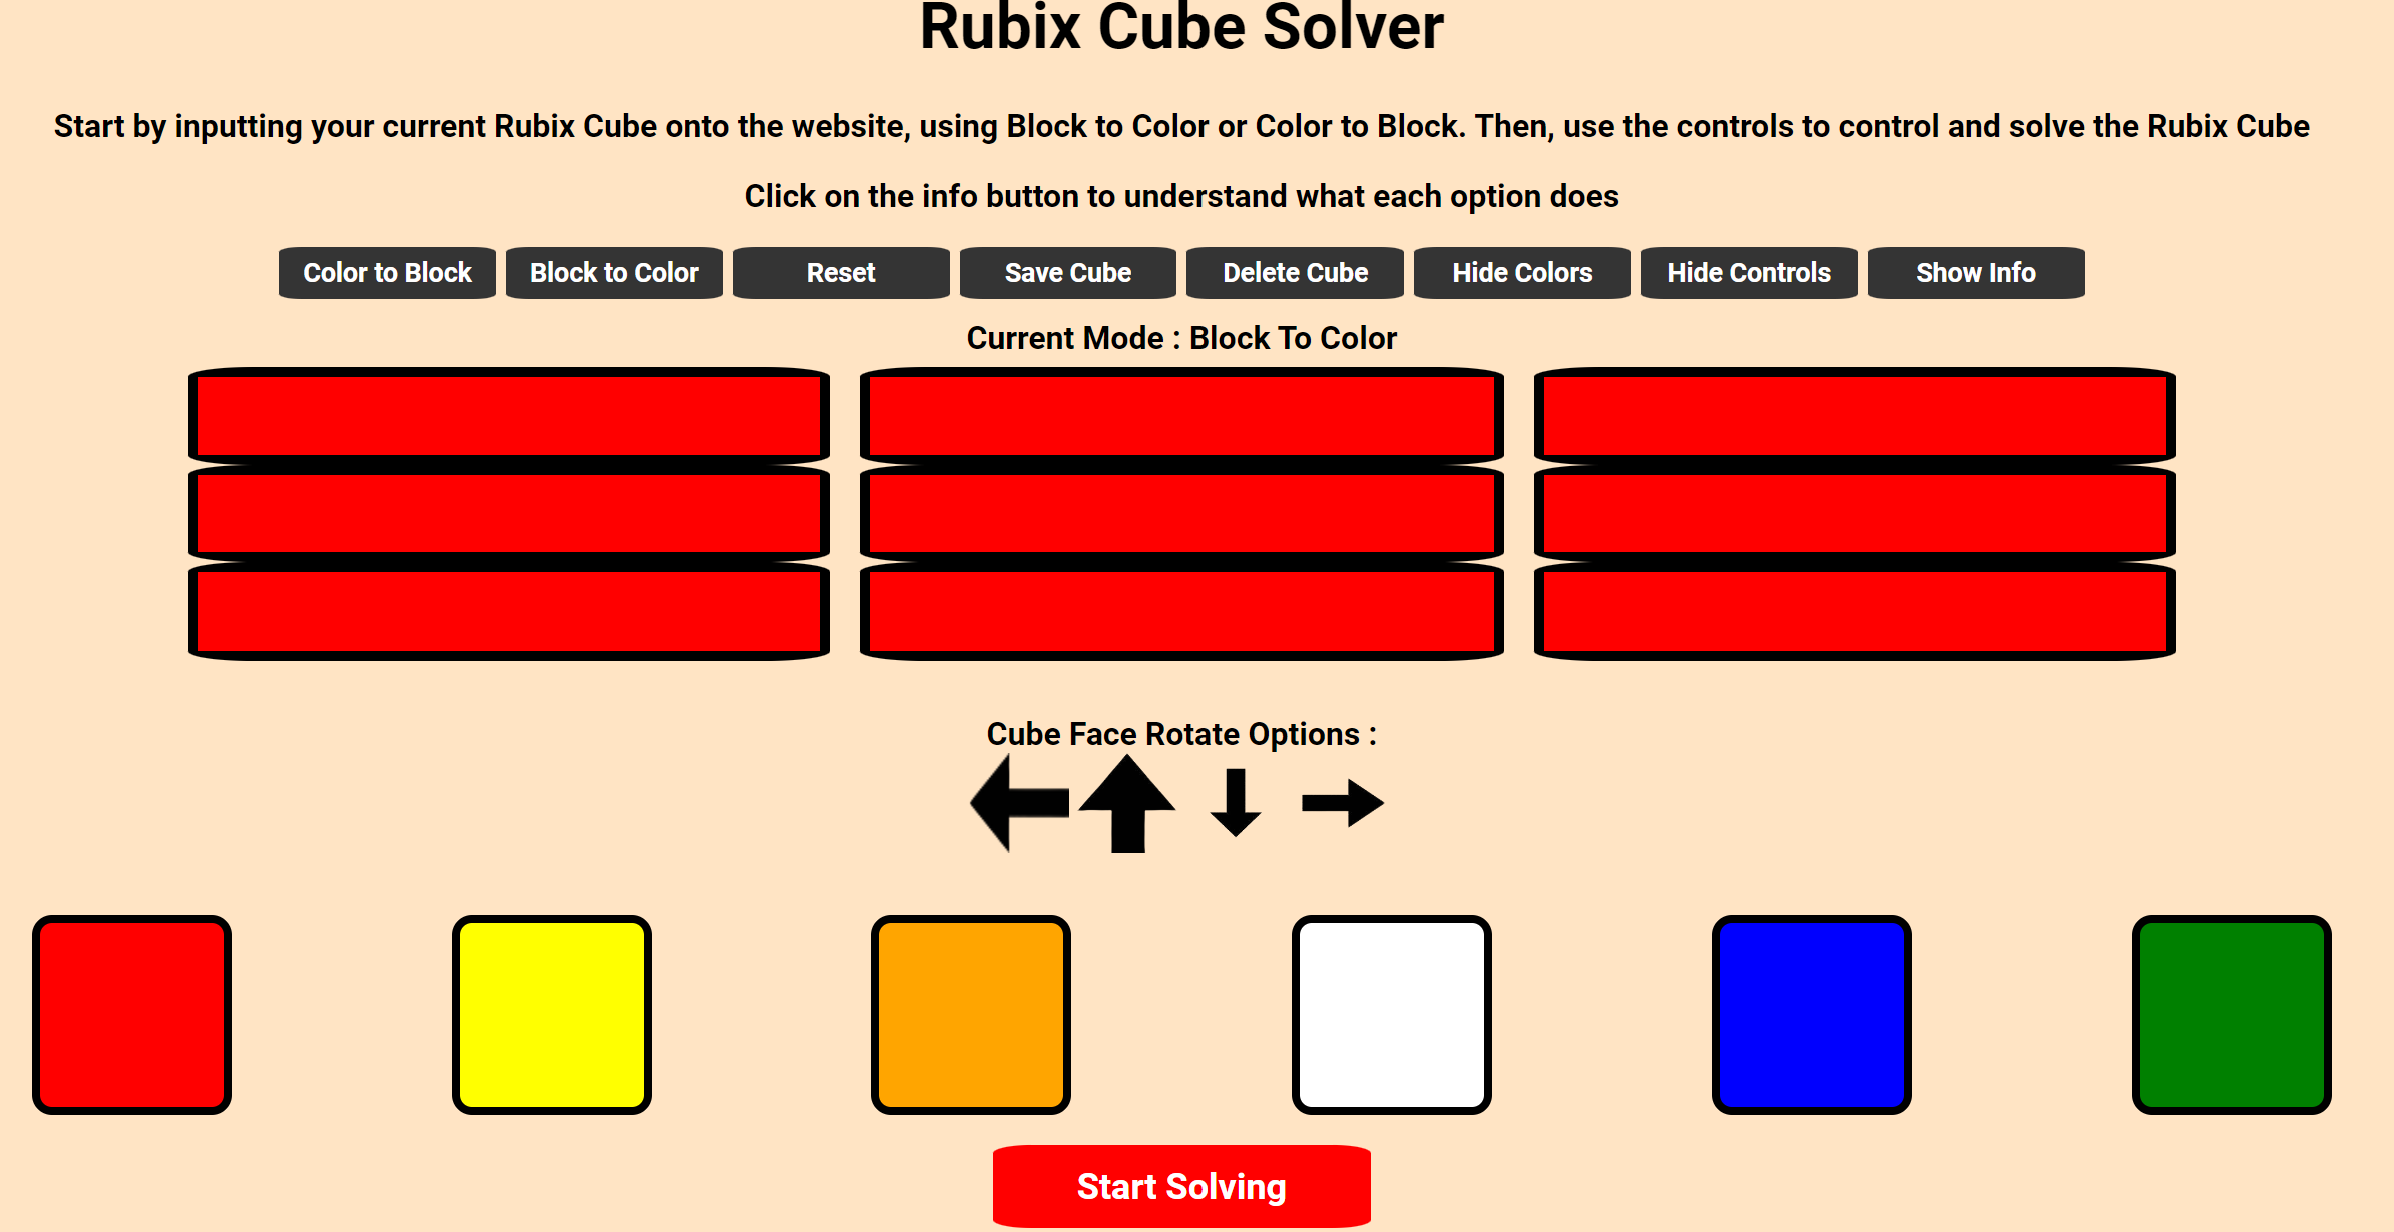 Rubix Cube Solver
Start by inputting your current Rubix Cube onto the website, using Block to Color or Color to Block. Then, use the controls to control and solve the Rubix Cube
Click on the info button to understand what each option does
Color to Block
Block to Color
Reset
Save Cube
Delete Cube
Hide Colors
Hide Controls
Show Info
Current Mode : Block To Color
Cube Face Rotate Options :
Start Solving